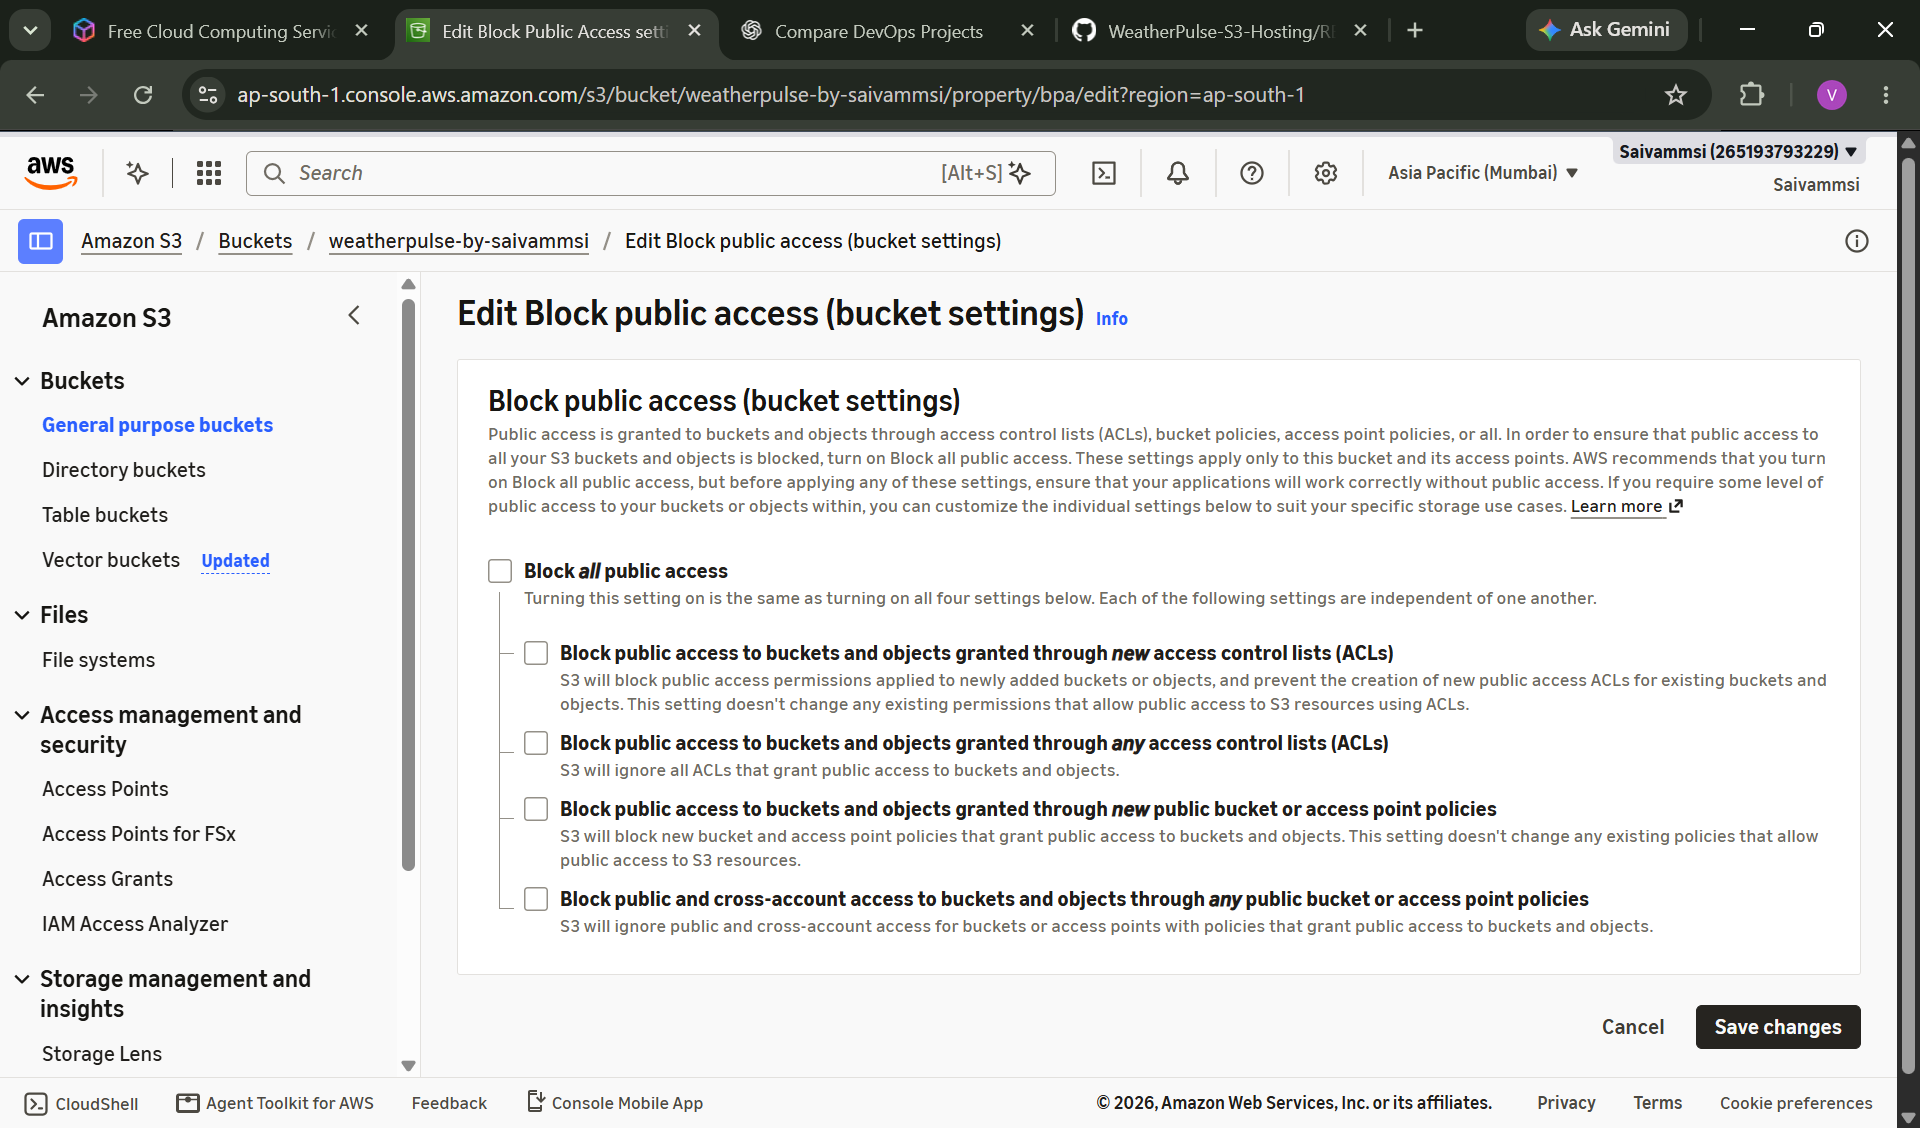 Free Cloud Computing Servi
Edit Block Public Access sett
Compare DevOps Projects
WeatherPulse-S3-Hosting/RE
Ask Gemini
ap-south-1.console.aws.amazon.com/s3/bucket/weatherpulse-by-saivammsi/property/bpa/edit?region=ap-south-1
V
aws
Search
[Alt+S]
Asia Pacific (Mumbai)
Saivammsi (265193793229)
Saivammsi
Amazon S3 / Buckets / weatherpulse-by-saivammsi / Edit Block public access (bucket settings)
Amazon S3
Buckets
General purpose buckets
Directory buckets
Table buckets
Vector buckets Updated
Files
File systems
Access management and
security
Access Points
Access Points for FSx
Access Grants
IAM Access Analyzer
Storage management and
insights
Storage Lens
Edit Block public access (bucket settings) Info
Block public access (bucket settings)
Public access is granted to buckets and objects through access control lists (ACLs), bucket policies, access point policies, or all. In order to ensure that public access to
all your S3 buckets and objects is blocked, turn on Block all public access. These settings apply only to this bucket and its access points. AWS recommends that you turn
on Block all public access, but before applying any of these settings, ensure that your applications will work correctly without public access. If you require some level of
public access to your buckets or objects within, you can customize the individual settings below to suit your specific storage use cases. Learn more
Block all public access
Turning this setting on is the same as turning on all four settings below. Each of the following settings are independent of one another.
Block public access to buckets and objects granted through new access control lists (ACLs)
S3 will block public access permissions applied to newly added buckets or objects, and prevent the creation of new public access ACLs for existing buckets and
objects. This setting doesn't change any existing permissions that allow public access to S3 resources using ACLs.
Block public access to buckets and objects granted through any access control lists (ACLs)
S3 will ignore all ACLs that grant public access to buckets and objects.
Block public access to buckets and objects granted through new public bucket or access point policies
S3 will block new bucket and access point policies that grant public access to buckets and objects. This setting doesn't change any existing policies that allow
public access to S3 resources.
Block public and cross-account access to buckets and objects through any public bucket or access point policies
S3 will ignore public and cross-account access for buckets or access points with policies that grant public access to buckets and objects.
Cancel
Save changes
CloudShell
Agent Toolkit for AWS
Feedback
Console Mobile App
© 2026, Amazon Web Services, Inc. or its affiliates.
Privacy
Terms
Cookie preferences